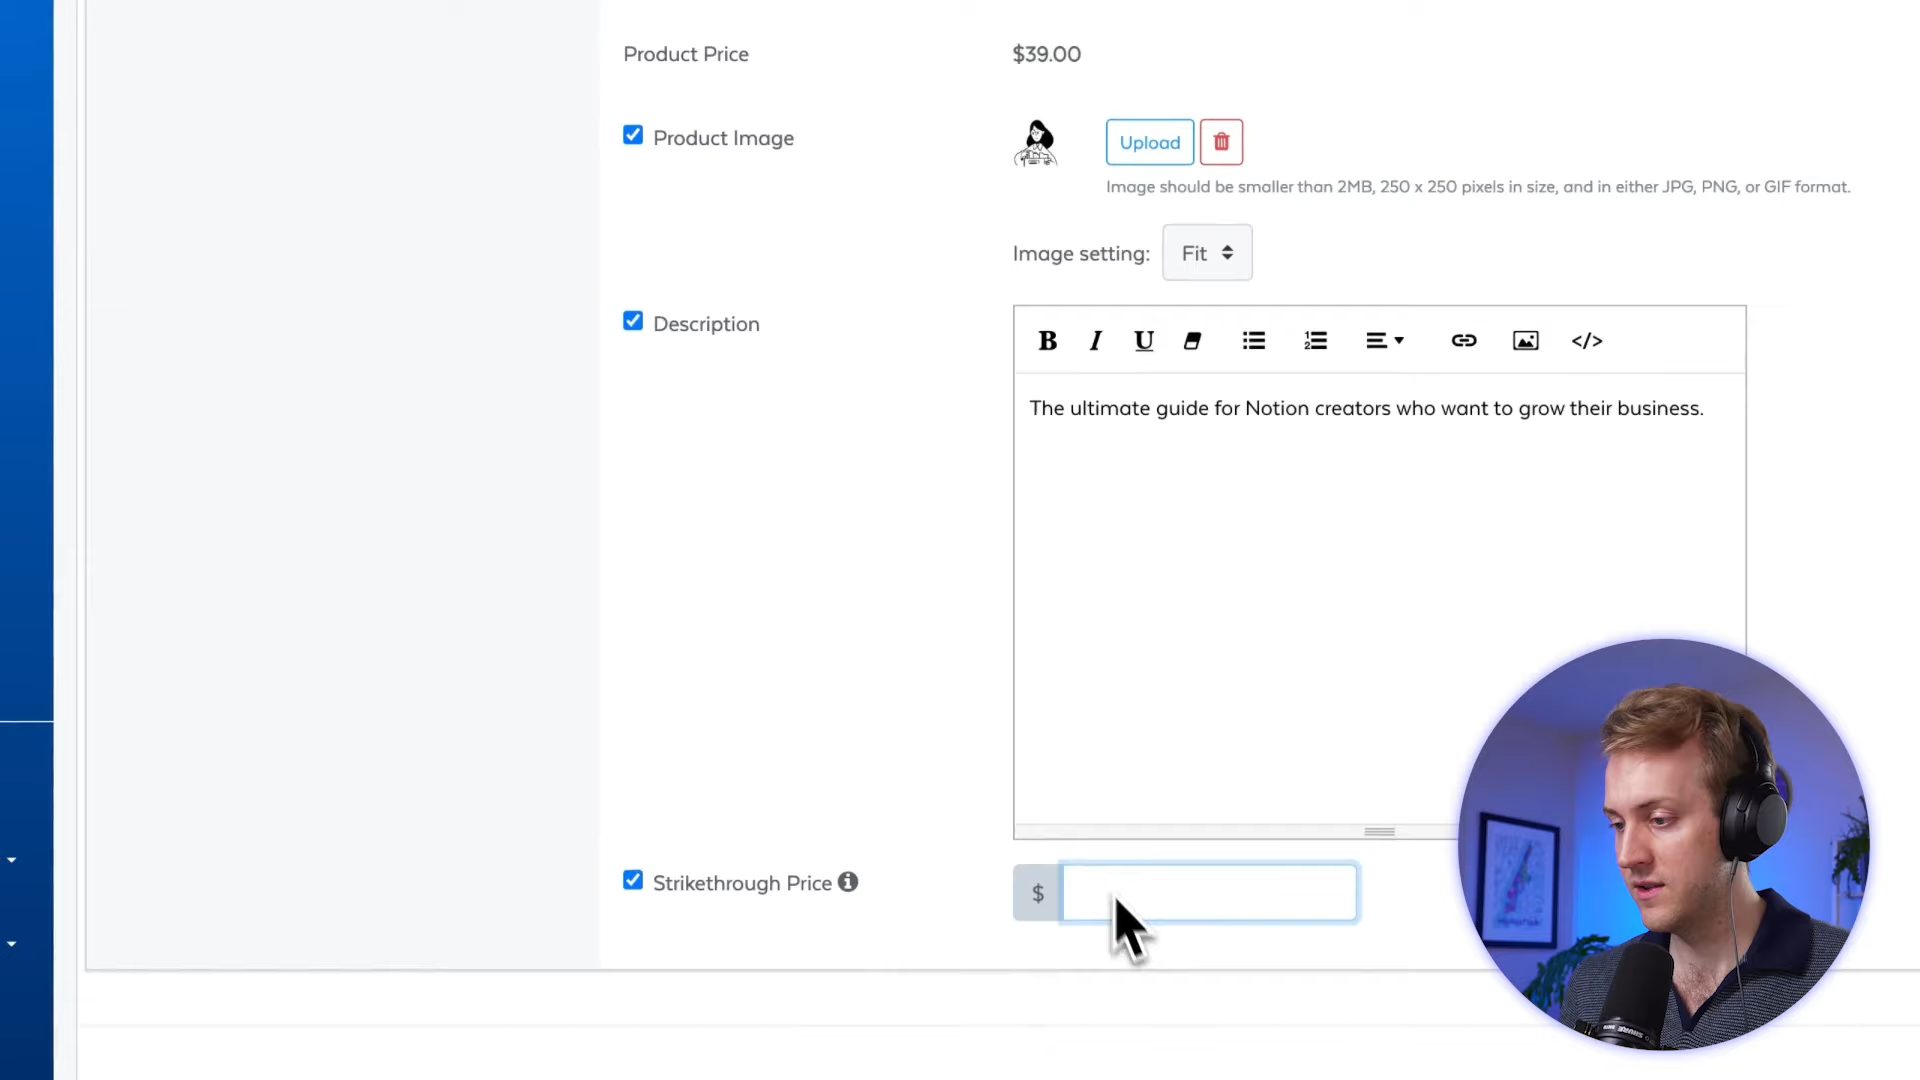 Product Price
$39.00
Product Image
Upload
Image should be smaller than 2MB, 250 x 250 pixels in size, and in either JPG, PNG, or GIF format.
Image setting:
Fit
Description
B I U </>
The ultimate guide for Notion creators who want to grow their business.
Strikethrough Price
$
SHURE